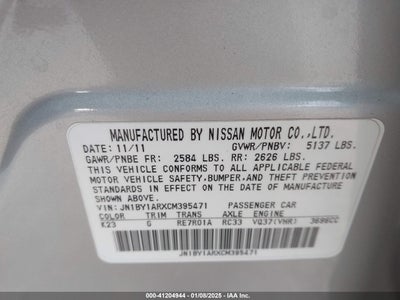 MANUFACTURED BY NISSAN MOTOR CO.,LTD.
DATE: 11/11 GVWR/PNBV: 5137 LBS.
GAWR/PNBE FR: 2584 LBS. RR: 2626 LBS.
THIS VEHICLE CONFORMS TO ALL APPLICABLE FEDERAL
MOTOR VEHICLE SAFETY,BUMPER,AND THEFT PREVENTION
STANDARDS IN EFFECT ON THE DATE OF MANUFACTURE
SHOWN ABOVE.
VIN: JN1BY1ARXCM395471 PASSENGER CAR
COLOR TRIM TRANS AXLE ENGINE
K23 G RE7R01A RC33 VQ37(VHR) 3696CC
JN1BY1ARXCM395471
000-41204944 - 01/08/2025 - IAAI.COM